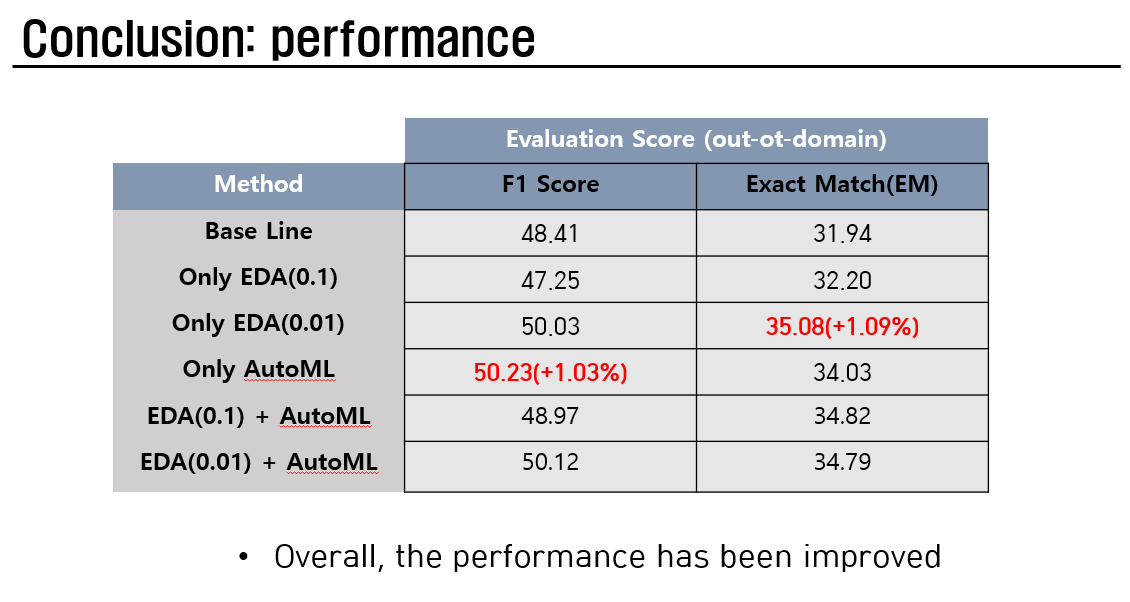 Conclusion: performance
Evaluation Score (out-ot-domain)
Method F1 Score Exact Match(EM)
Base Line 48.41 31.94
Only EDA(0.1) 47.25 32.20
Only EDA(0.01) 50.03 35.08(+1.09%)
Only AutoML 50.23(+1.03%) 34.03
EDA(0.1) + AutoML 48.97 34.82
EDA(0.01) + AutoML 50.12 34.79
• Overall, the performance has been improved